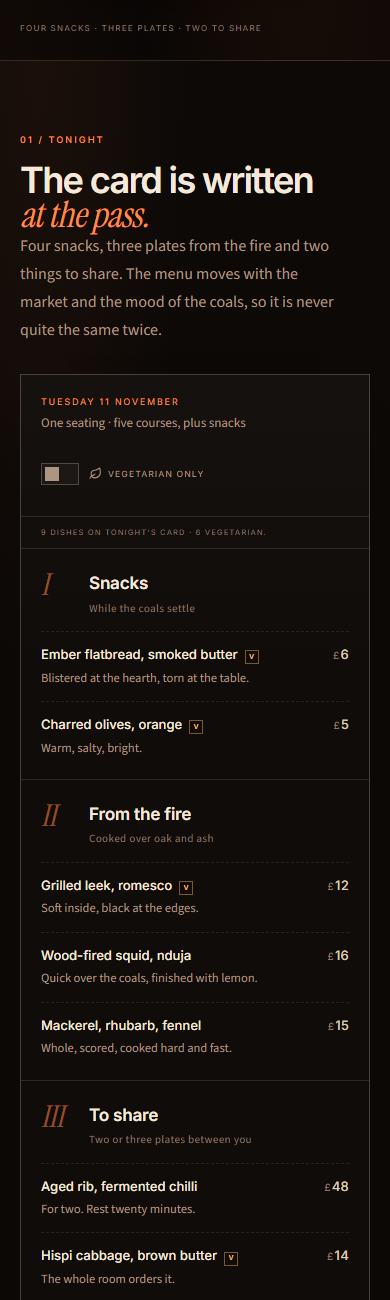 FOUR SNACKS · THREE PLATES · TWO TO SHARE
01 / TONIGHT
The card is written
at the pass.
Four snacks, three plates from the fire and two
things to share. The menu moves with the
market and the mood of the coals, so it is never
quite the same twice.
TUESDAY 11 NOVEMBER
One seating · five courses, plus snacks
VEGETARIAN ONLY
9 DISHES ON TONIGHT'S CARD · 6 VEGETARIAN.
I Snacks
While the coals settle
Ember flatbread, smoked butter V £6
Blistered at the hearth, torn at the table.
Charred olives, orange V £5
Warm, salty, bright.
II From the fire
Cooked over oak and ash
Grilled leek, romesco V £12
Soft inside, black at the edges.
Wood-fired squid, nduja £16
Quick over the coals, finished with lemon.
Mackerel, rhubarb, fennel £15
Whole, scored, cooked hard and fast.
III To share
Two or three plates between you
Aged rib, fermented chilli £48
For two. Rest twenty minutes.
Hispi cabbage, brown butter V £14
The whole room orders it.